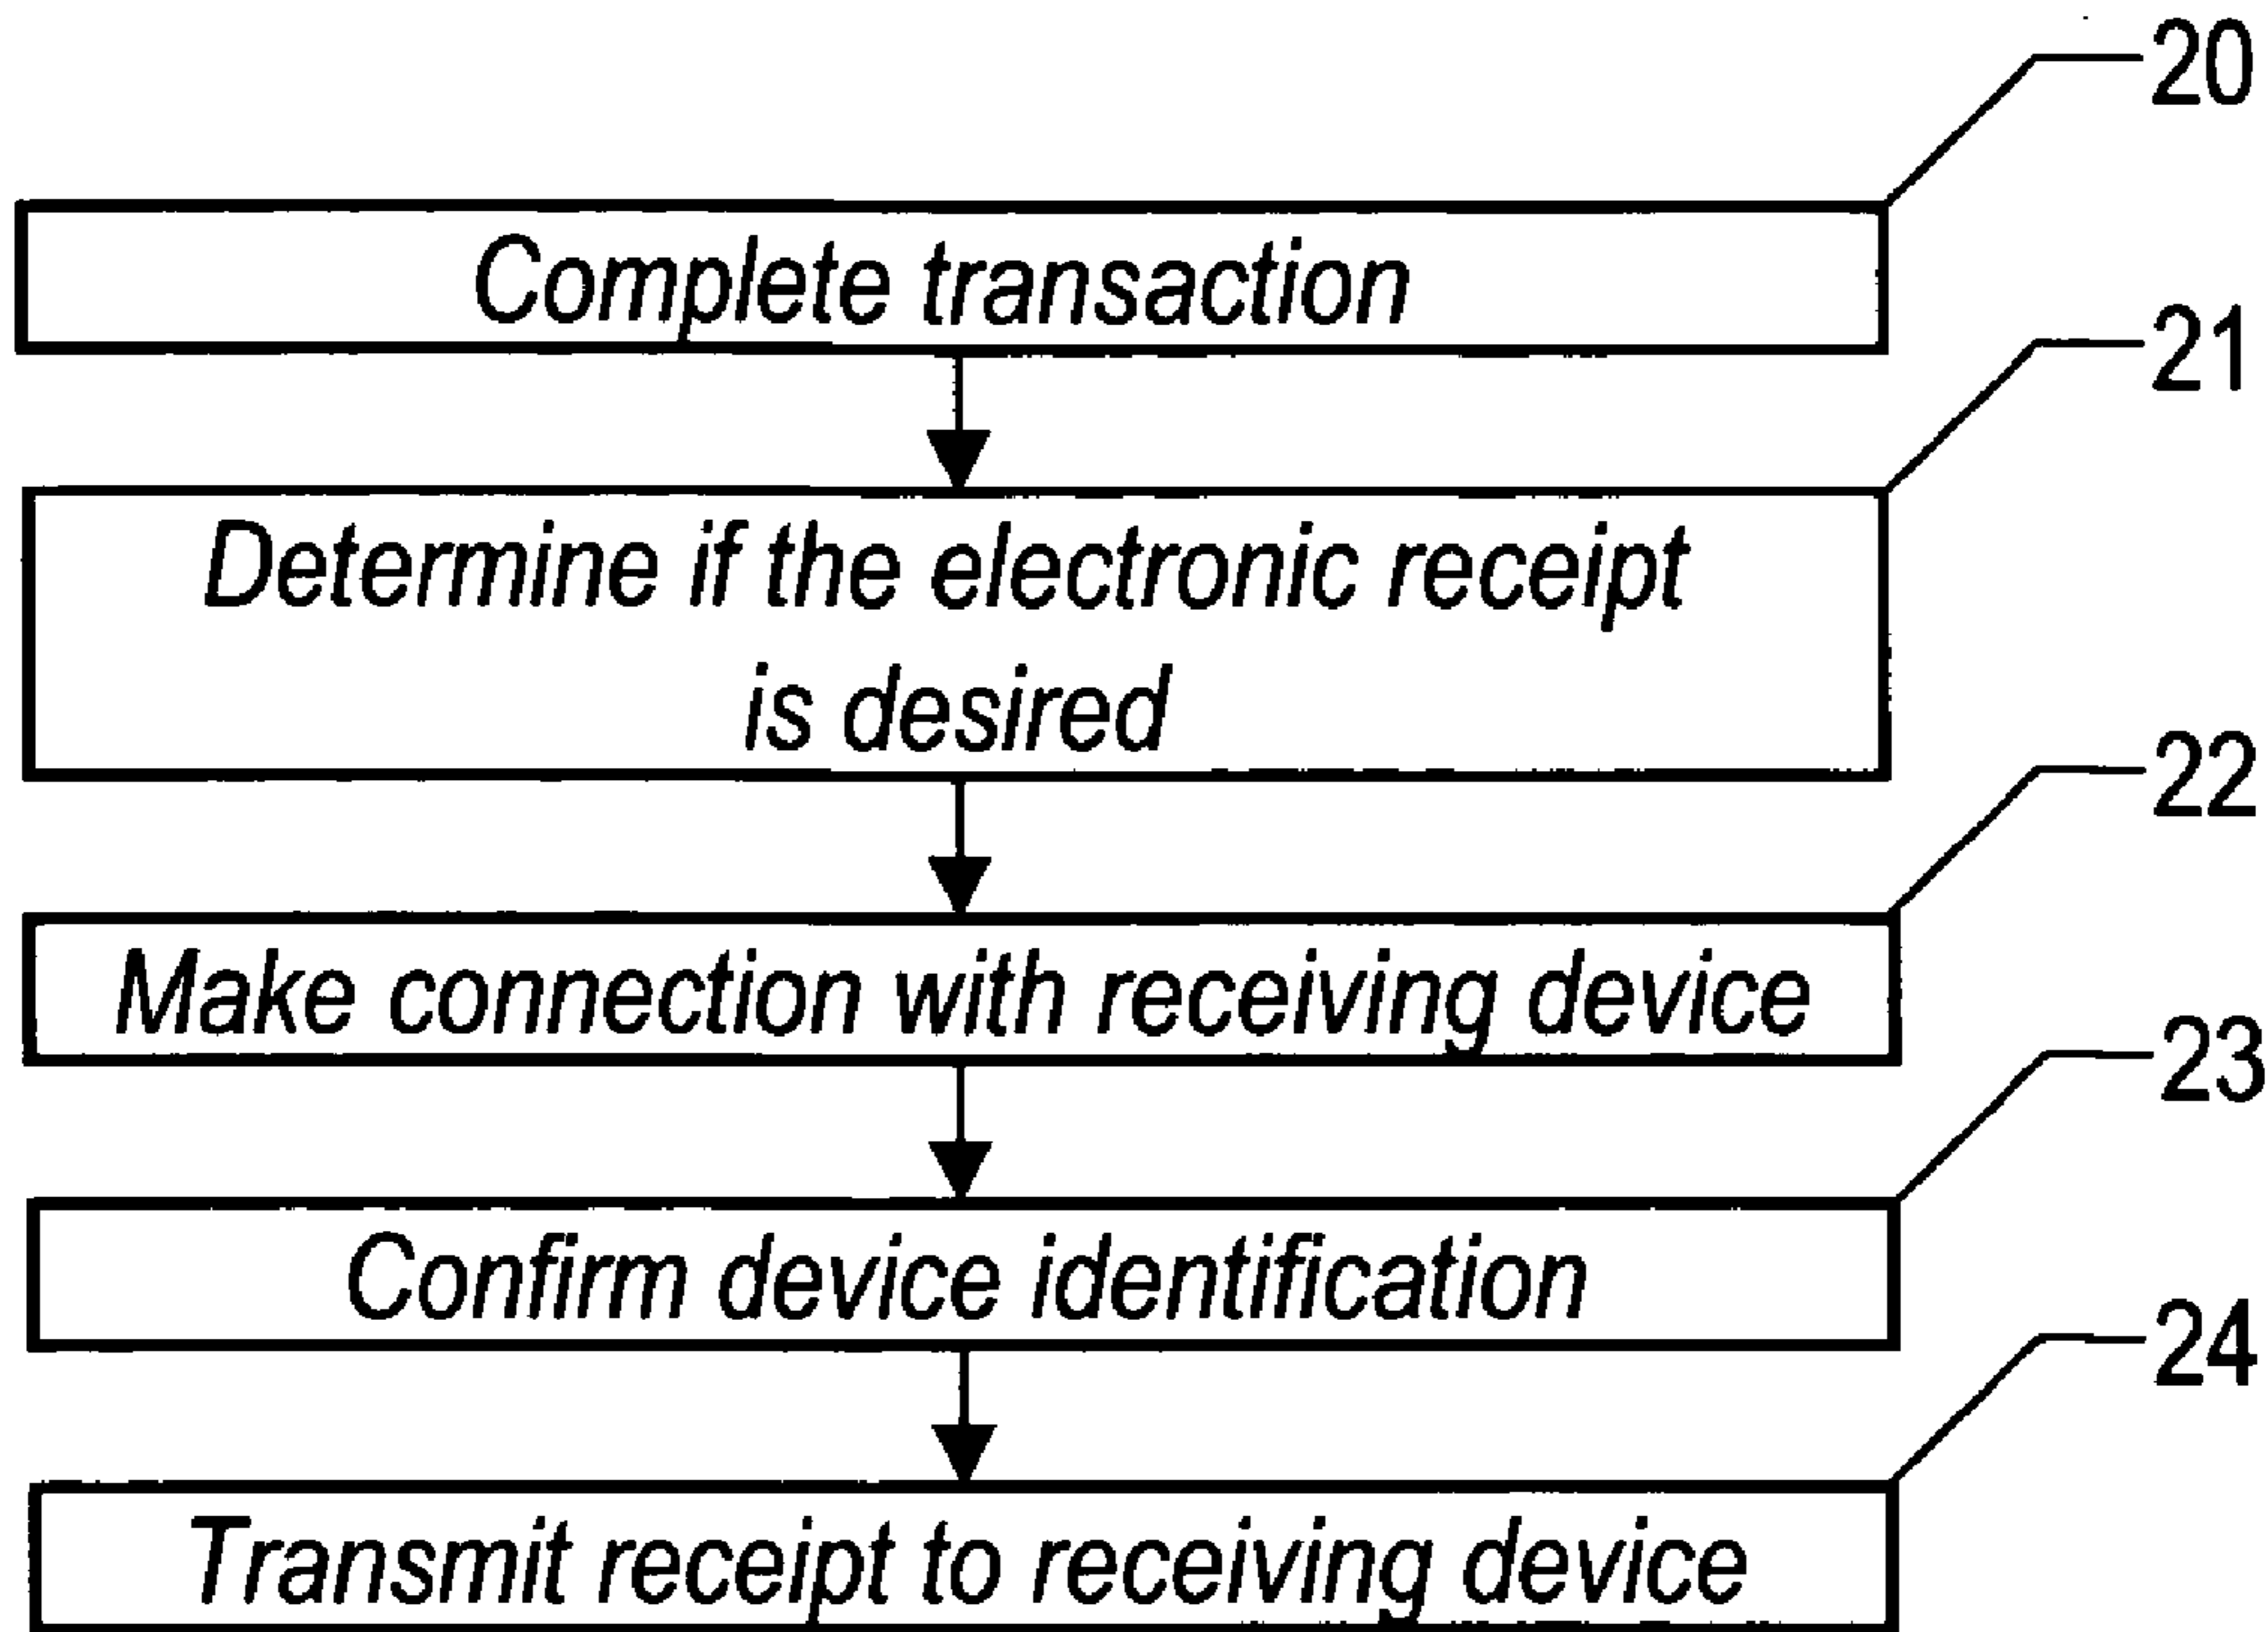 20
Complete transaction
21
Determine if the electronic receipt
is desired
22
Make connection with receiving device
23
Confirm device identification
24
Transmit receipt to receiving device